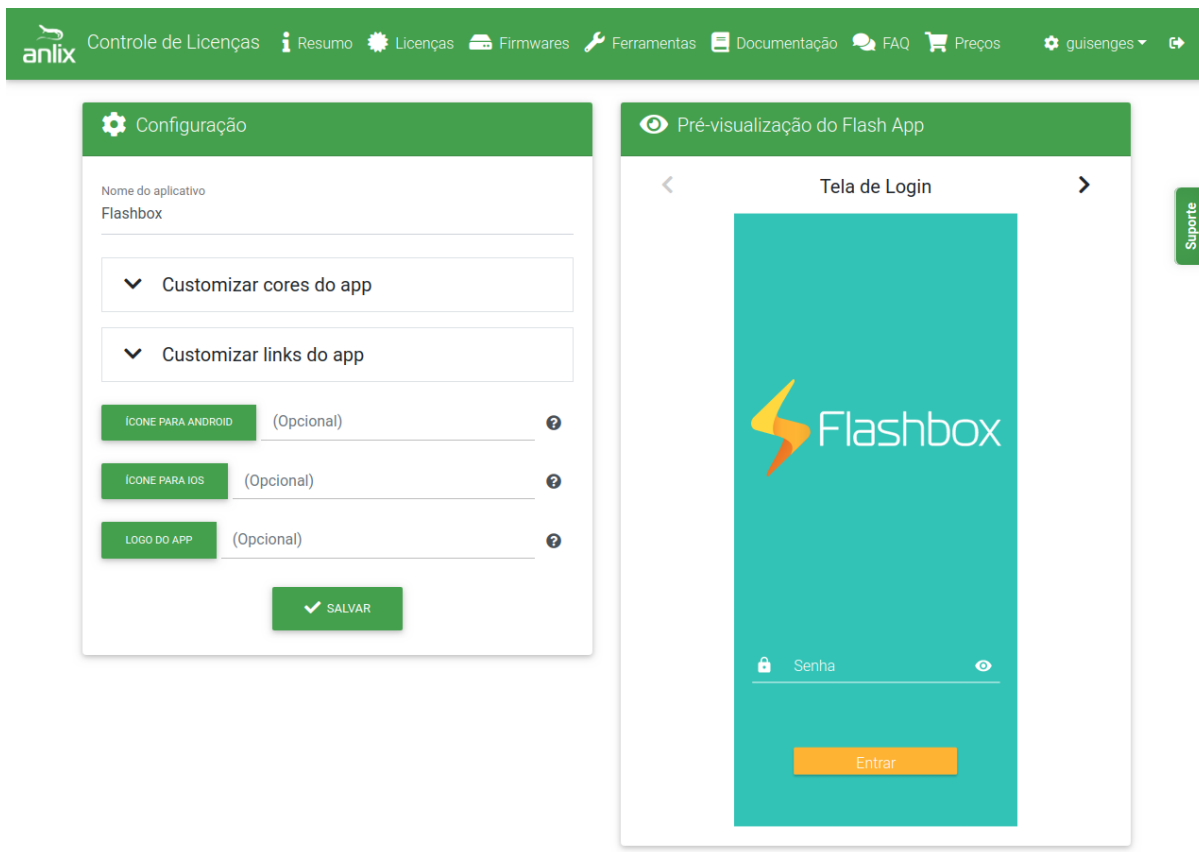 anlix Controle de Licenças Resumo Licenças Firmwares Ferramentas Documentação FAQ Preços guisenges
Configuração
Nome do aplicativo
Flashbox
Customizar cores do app
Customizar links do app
ÍCONE PARA ANDROID (Opcional)
ÍCONE PARA IOS (Opcional)
LOGO DO APP (Opcional)
SALVAR
Pré-visualização do Flash App
Tela de Login
Flashbox
Senha
Entrar
Suporte